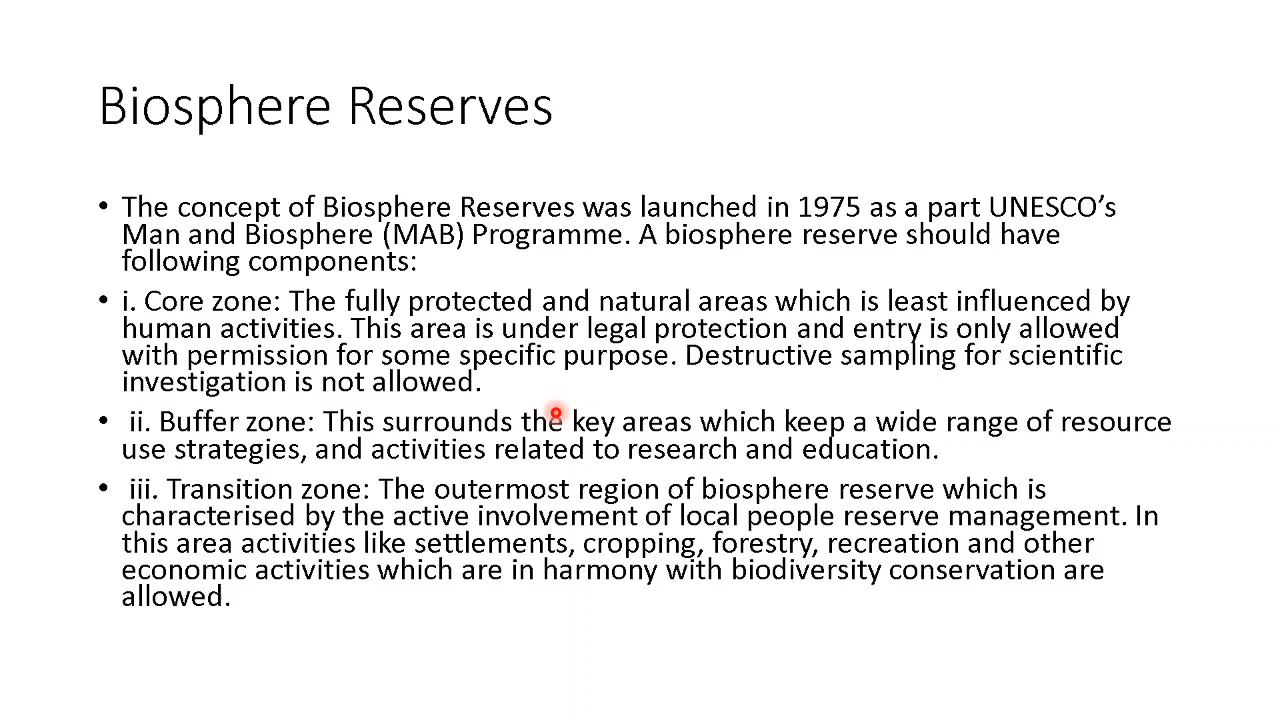 Biosphere Reserves
• The concept of Biosphere Reserves was launched in 1975 as a part UNESCO’s
Man and Biosphere (MAB) Programme. A biosphere reserve should have
following components:
• i. Core zone: The fully protected and natural areas which is least influenced by
human activities. This area is under legal protection and entry is only allowed
with permission for some specific purpose. Destructive sampling for scientific
investigation is not allowed.
• ii. Buffer zone: This surrounds the key areas which keep a wide range of resource
use strategies, and activities related to research and education.
• iii. Transition zone: The outermost region of biosphere reserve which is
characterised by the active involvement of local people reserve management. In
this area activities like settlements, cropping, forestry, recreation and other
economic activities which are in harmony with biodiversity conservation are
allowed.